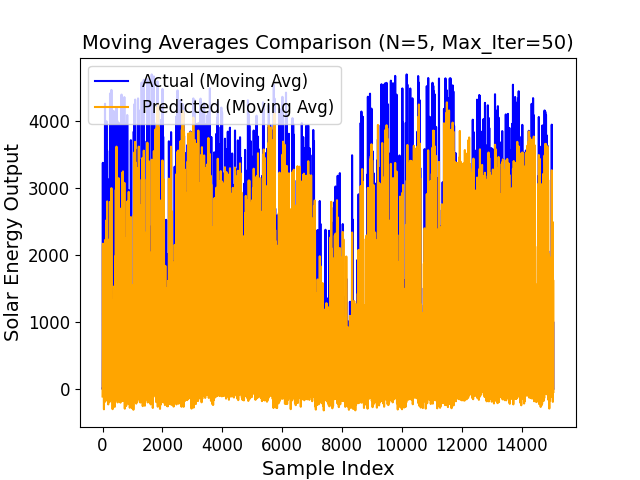 Moving Averages Comparison (N=5, Max_Iter=50)
Actual (Moving Avg)
Predicted (Moving Avg)
Solar Energy Output
4000
3000
2000
1000
0
0 2000 4000 6000 8000 10000 12000 14000
Sample Index